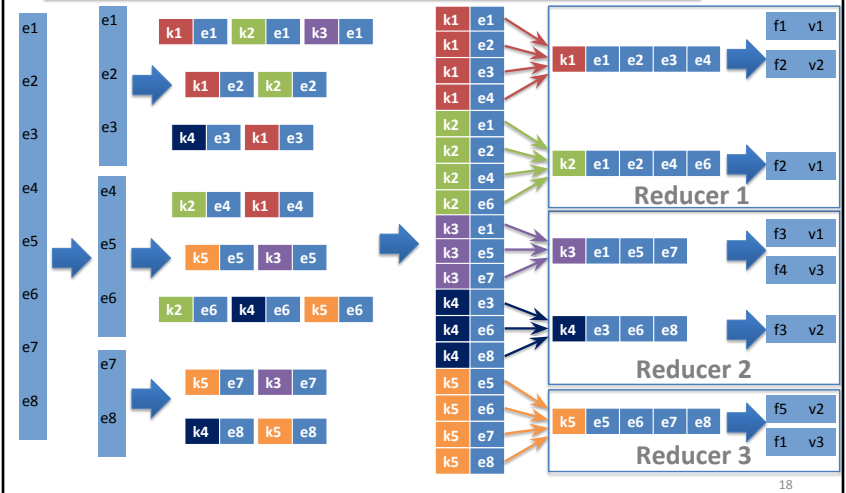 e1
e2
e3
e4
e5
e6
e7
e8
e1
e2
e3
e4
e5
e6
e7
e8
k1 e1 k2 e1 k3 e1
k1 e2 k2 e2
k4 e3 k1 e3
k2 e4 k1 e4
k5 e5 k3 e5
k2 e6 k4 e6 k5 e6
k5 e7 k3 e7
k4 e8 k5 e8
k1 e1
k1 e2
k1 e3
k1 e4
k2 e1
k2 e2
k2 e4
k2 e6
k3 e1
k3 e5
k3 e7
k4 e3
k4 e6
k4 e8
k5 e5
k5 e6
k5 e7
k5 e8
k1 e1 e2 e3 e4
f1 v1
f2 v2
k2 e1 e2 e4 e6
f2 v1
Reducer 1
k3 e1 e5 e7
f3 v1
f4 v3
k4 e3 e6 e8
f3 v2
Reducer 2
k5 e5 e6 e7 e8
f5 v2
f1 v3
Reducer 3
18